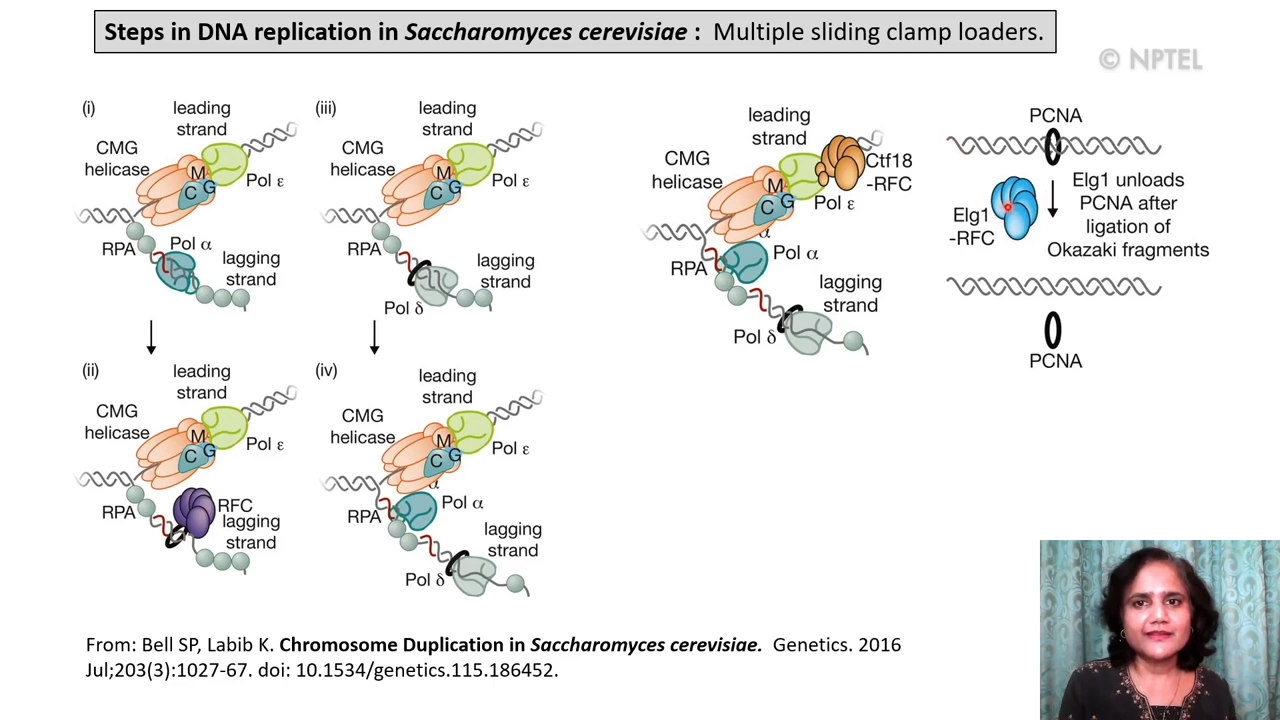 Steps in DNA replication in Saccharomyces cerevisiae : Multiple sliding clamp loaders.
© NPTEL
(i)
leading
strand
CMG
helicase
M
C G
Pol ε
RPA
Pol α
lagging
strand
(iii)
leading
strand
CMG
helicase
M
C G
Pol ε
RPA
lagging
strand
Pol δ
(ii)
leading
strand
CMG
helicase
M
C G
Pol ε
RPA
RFC
lagging
strand
(iv)
leading
strand
CMG
helicase
M
C G
Pol ε
α
Pol α
RPA
lagging
strand
Pol δ
leading
strand
CMG
helicase
M
C G
Ctf18
-RFC
Pol ε
α
Pol α
RPA
lagging
strand
Pol δ
PCNA
Elg1 unloads
PCNA after
ligation of
Okazaki fragments
Elg1
-RFC
PCNA
From: Bell SP, Labib K. Chromosome Duplication in Saccharomyces cerevisiae. Genetics. 2016
Jul;203(3):1027-67. doi: 10.1534/genetics.115.186452.